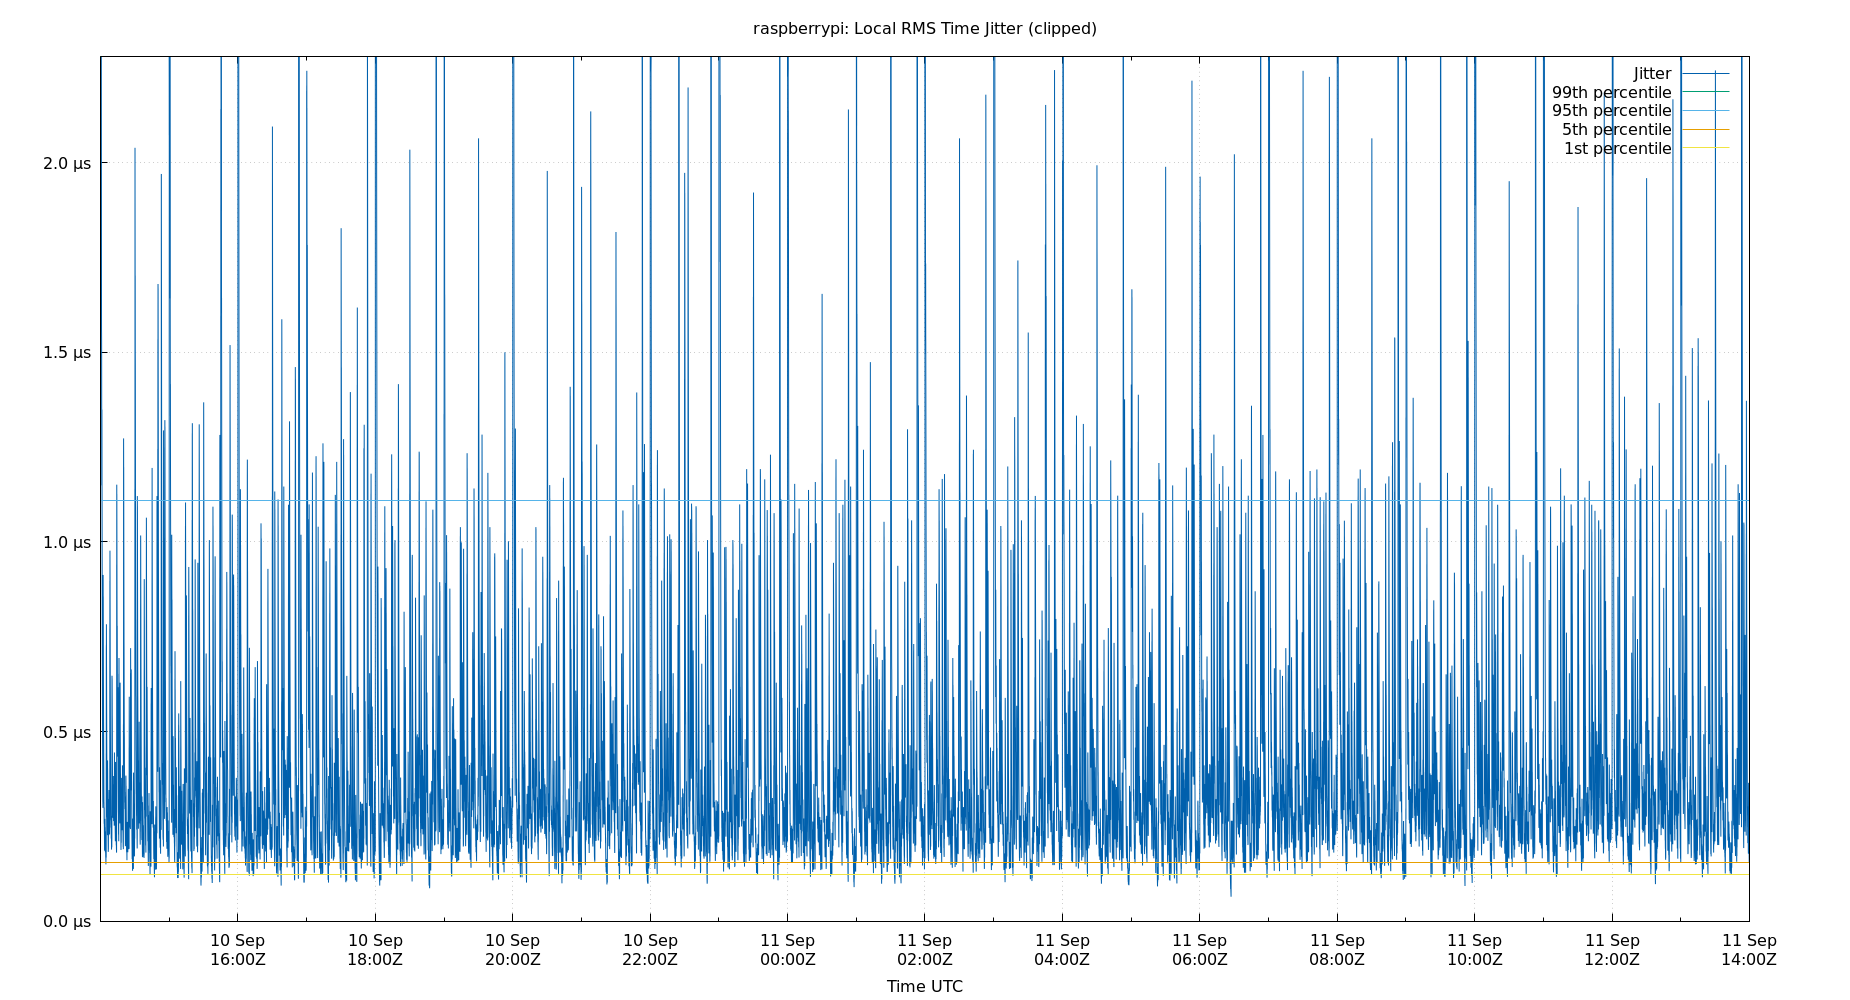 raspberrypi: Local RMS Time Jitter (clipped)
Jitter
99th percentile
95th percentile
5th percentile
1st percentile
2.0 µs
1.5 µs
1.0 µs
0.5 µs
0.0 µs
10 Sep 10 Sep 10 Sep 10 Sep 11 Sep 11 Sep 11 Sep 11 Sep 11 Sep 11 Sep 11 Sep 11 Sep
16:00Z 18:00Z 20:00Z 22:00Z 00:00Z 02:00Z 04:00Z 06:00Z 08:00Z 10:00Z 12:00Z 14:00Z
Time UTC